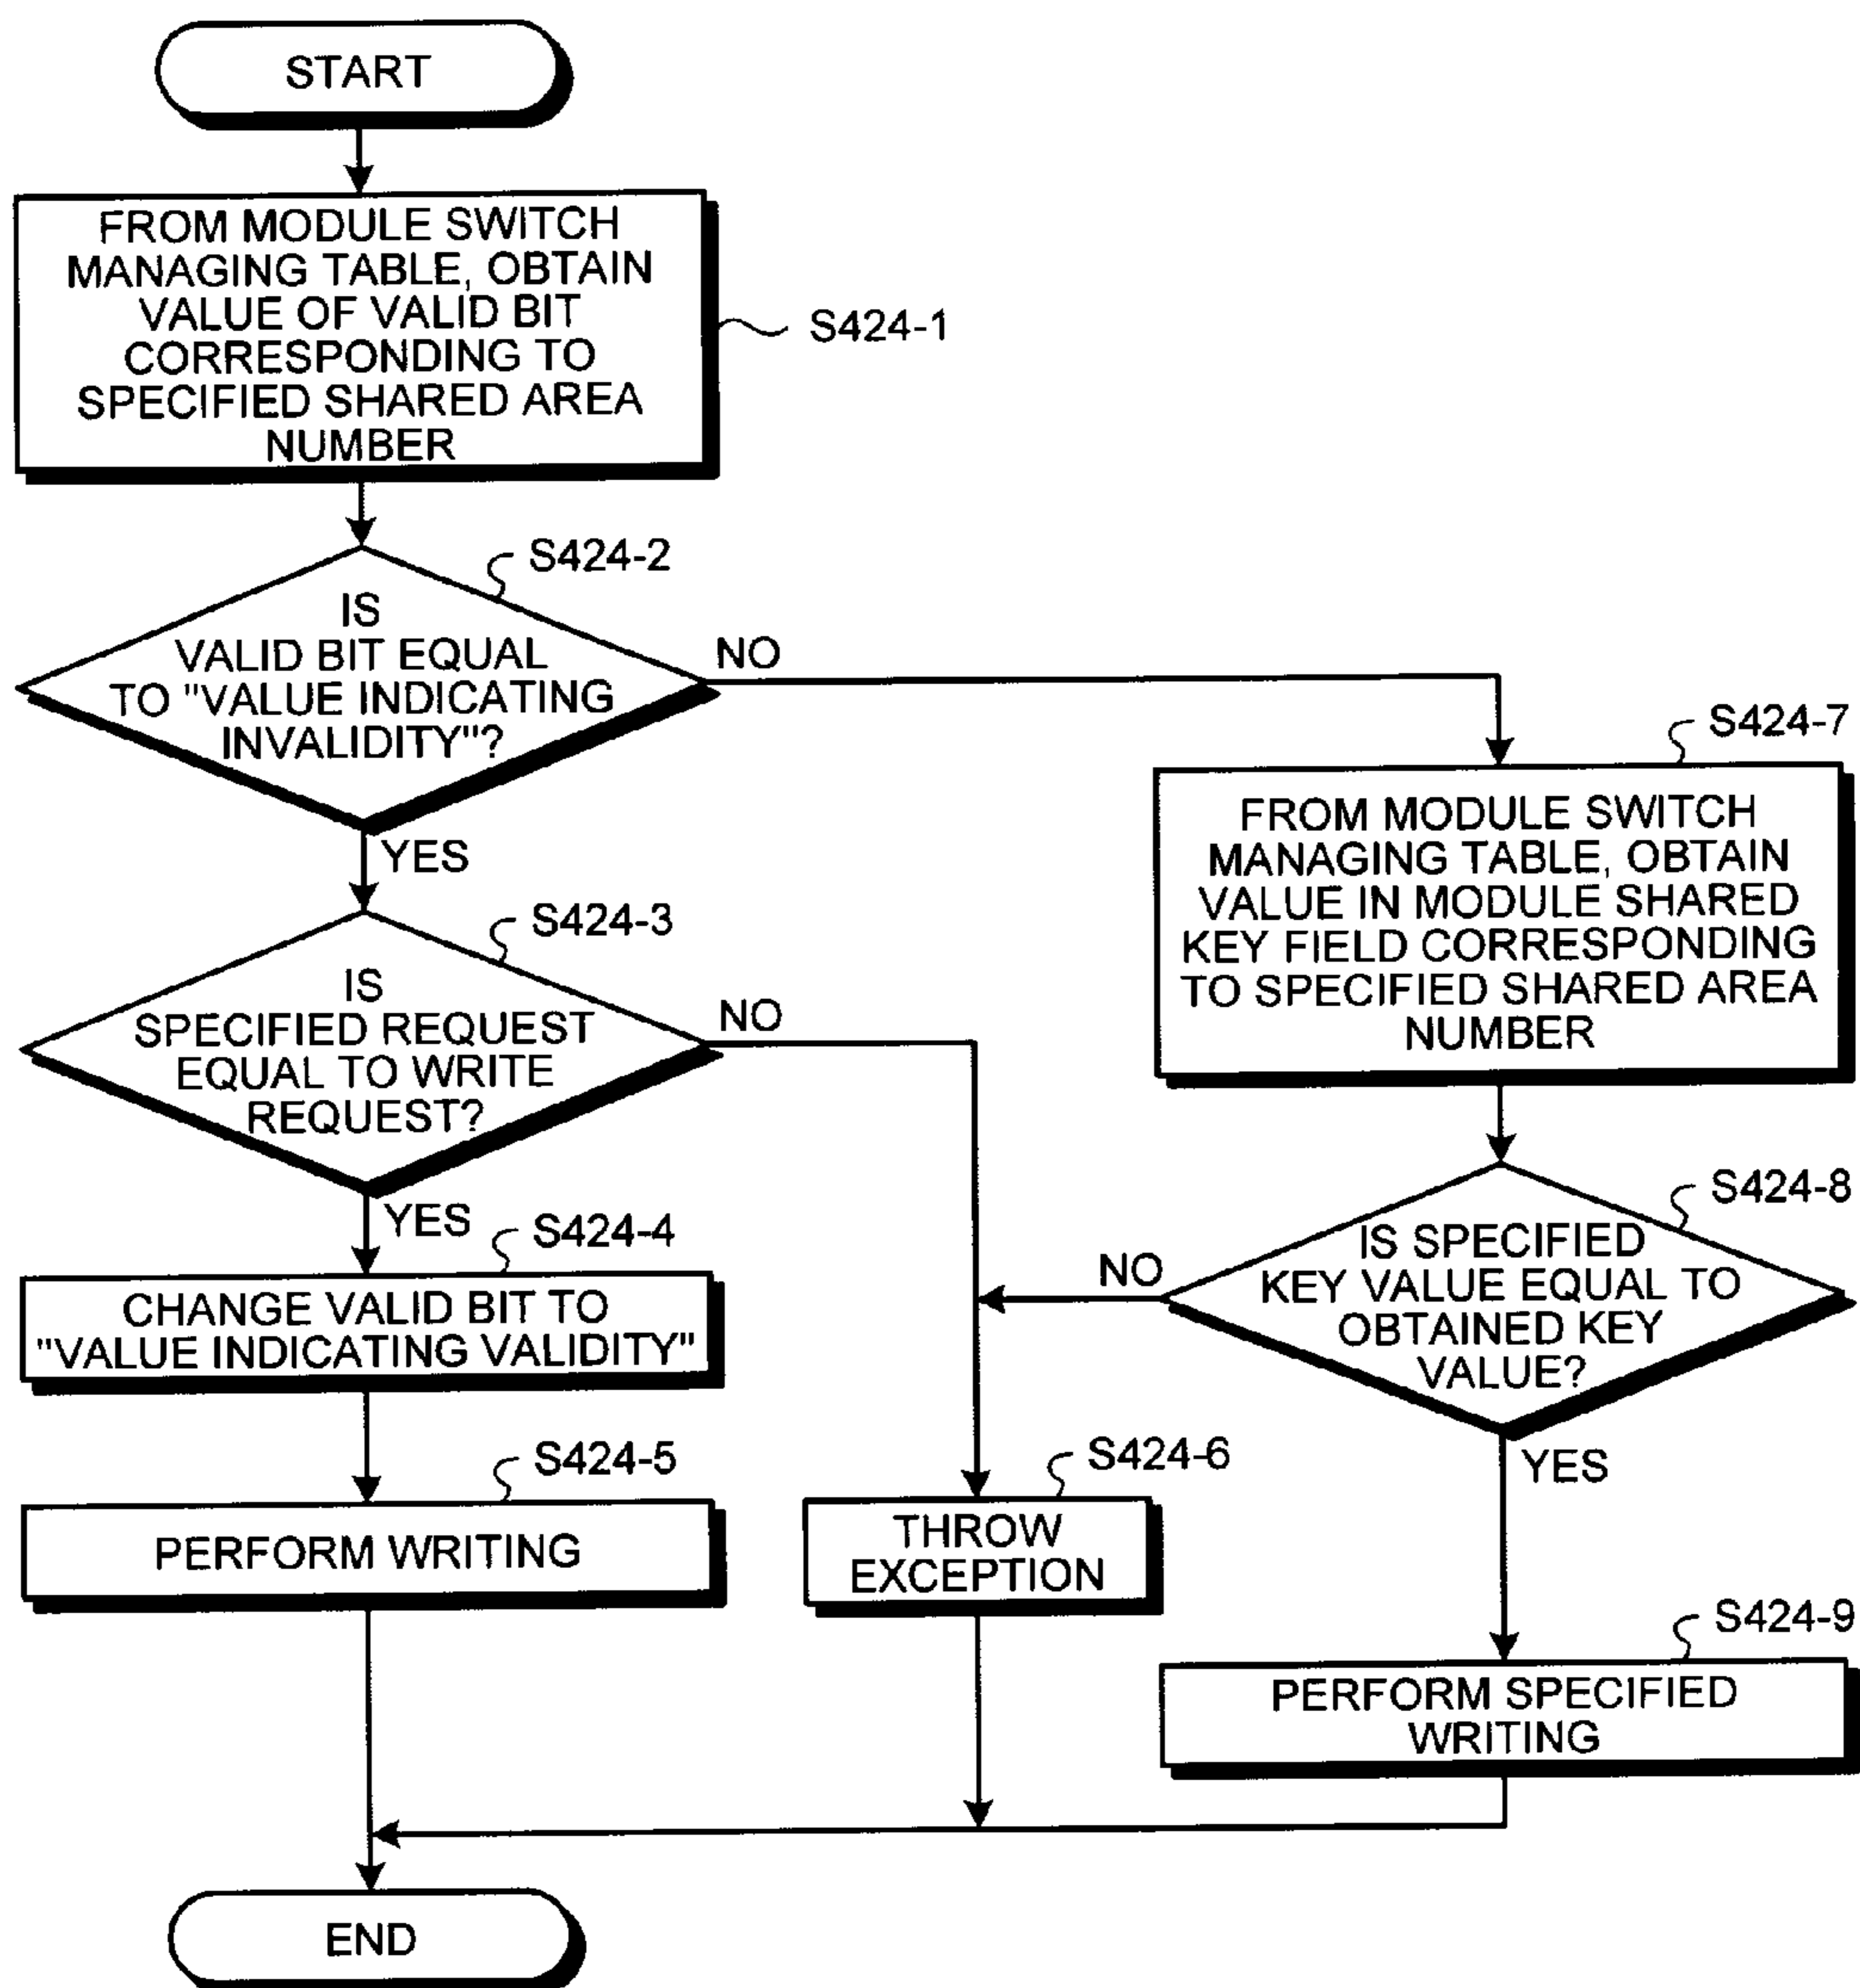 START
FROM MODULE SWITCH
MANAGING TABLE, OBTAIN
VALUE OF VALID BIT
CORRESPONDING TO
SPECIFIED SHARED AREA
NUMBER
S424-1
S424-2
IS
VALID BIT EQUAL
TO "VALUE INDICATING
INVALIDITY"?
NO
YES
S424-3
IS
SPECIFIED REQUEST
EQUAL TO WRITE
REQUEST?
NO
YES
S424-4
CHANGE VALID BIT TO
"VALUE INDICATING VALIDITY"
S424-5
PERFORM WRITING
S424-6
THROW
EXCEPTION
S424-7
FROM MODULE SWITCH
MANAGING TABLE, OBTAIN
VALUE IN MODULE SHARED
KEY FIELD CORRESPONDING
TO SPECIFIED SHARED AREA
NUMBER
S424-8
IS SPECIFIED
KEY VALUE EQUAL TO
OBTAINED KEY
VALUE?
NO
YES
S424-9
PERFORM SPECIFIED
WRITING
END